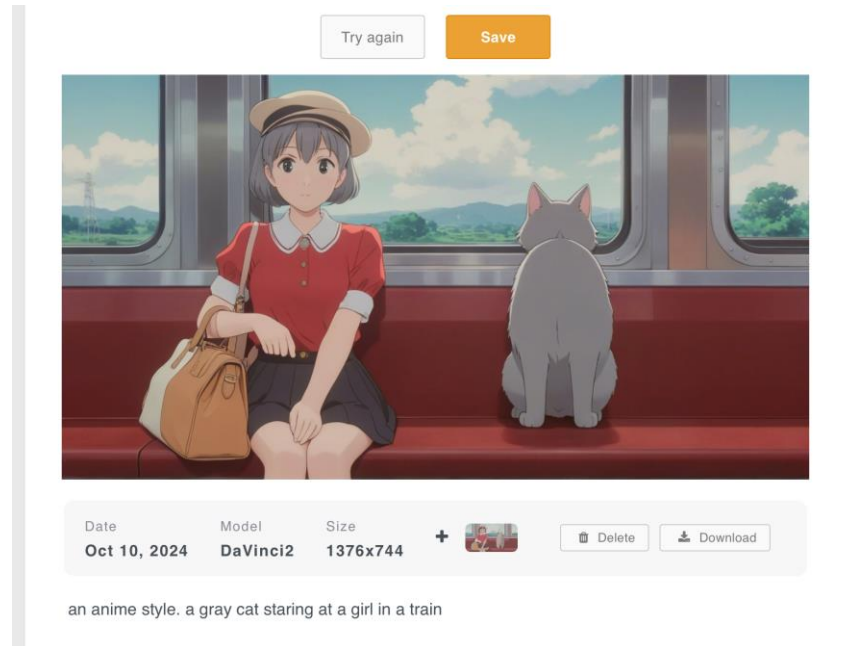 Try again Save
Date Model Size
Oct 10, 2024 DaVinci2 1376x744 + Delete Download
an anime style. a gray cat staring at a girl in a train